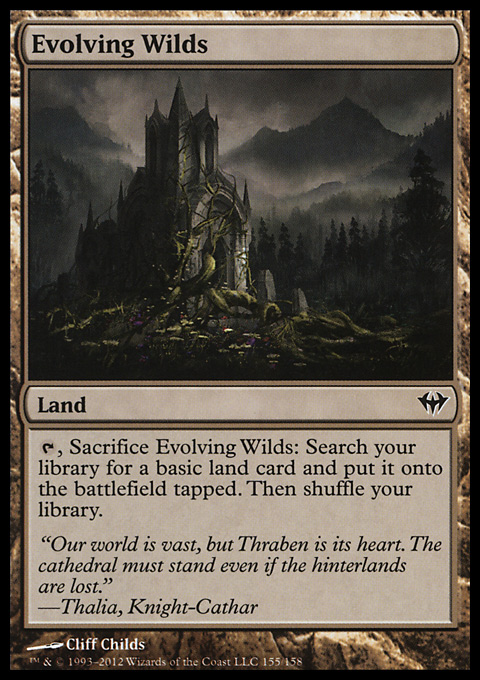 Evolving Wilds
Land
, Sacrifice Evolving Wilds: Search your
library for a basic land card and put it onto
the battlefield tapped. Then shuffle your
library.
“Our world is vast, but Thraben is its heart. The
cathedral must stand even if the hinterlands
are lost.”
—Thalia, Knight-Cathar
Cliff Childs
™ & © 1993–2012 Wizards of the Coast LLC 155/158